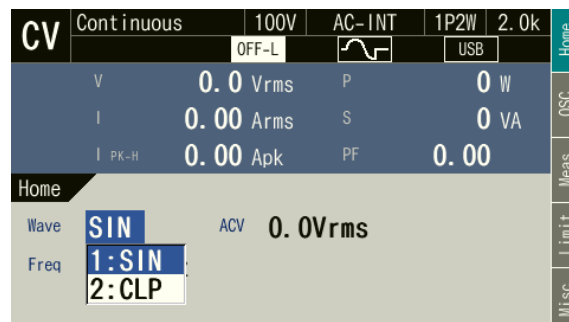 CV Continuous 100V AC-INT 1P2W 2.0k
OFF-L USB
V 0.0 Vrms P 0 W
I 0.00 Arms S 0 VA
I PK-H 0.00 Apk PF 0.00
Home
Wave SIN ACV 0.0Vrms
Freq 1:SIN
2:CLP
Home
OSC
Meas
Limit
Misc